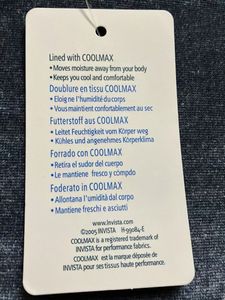 Lined with COOLMAX
• Moves moisture away from your body
• Keeps you cool and comfortable
Doublure en tissu COOLMAX
• Eloigne l'humidité du corps
• Vous maintient confortablement au sec
Futterstoff aus COOLMAX
• Leitet Feuchtigkeit vom Körper weg
• Kühles und angenehmes Körperklima
Forrado con COOLMAX
• Retira el sudor del cuerpo
• Le mantiene fresco y cómpdo
Foderato in COOLMAX
• Allontana l'umidità dal corpo
• Mantiene freschi e asciutti
www.Invista.com
©2005 INVISTA H-99084-E
COOLMAX is a registered trademark of
INVISTA for performance fabrics.
COOLMAX est la marque déposée de
INVISTA pour ses tissus haute performance.